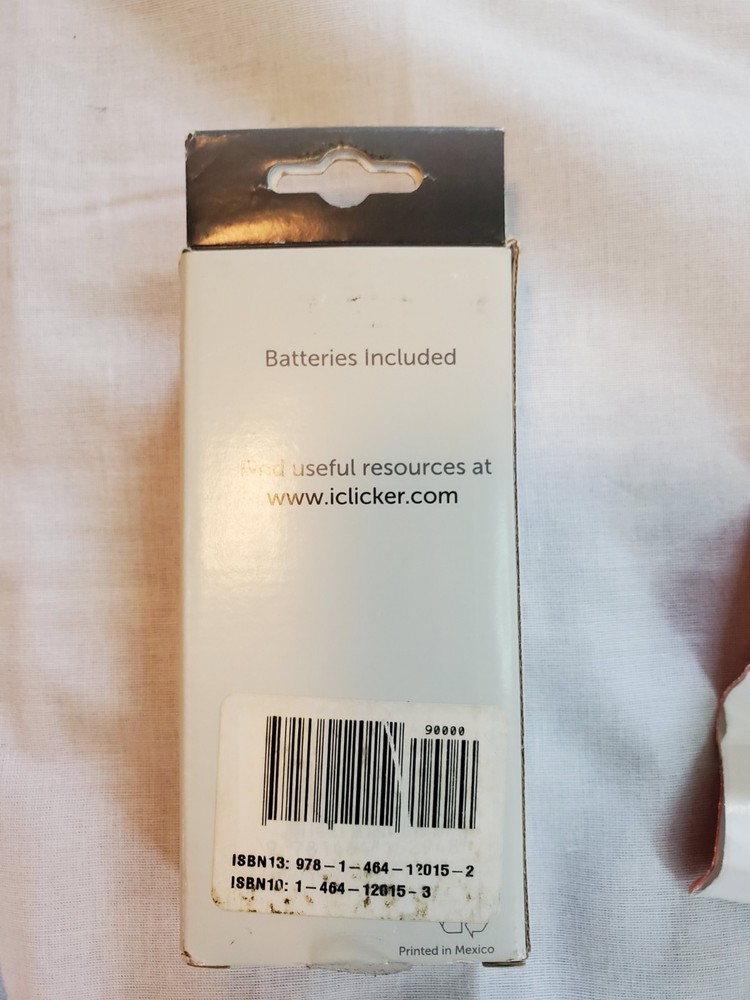 Batteries Included
Find useful resources at
www.iclicker.com
90000
ISBN13: 978-1-464-12015-2
ISBN10: 1-464-12015-3
Printed in Mexico